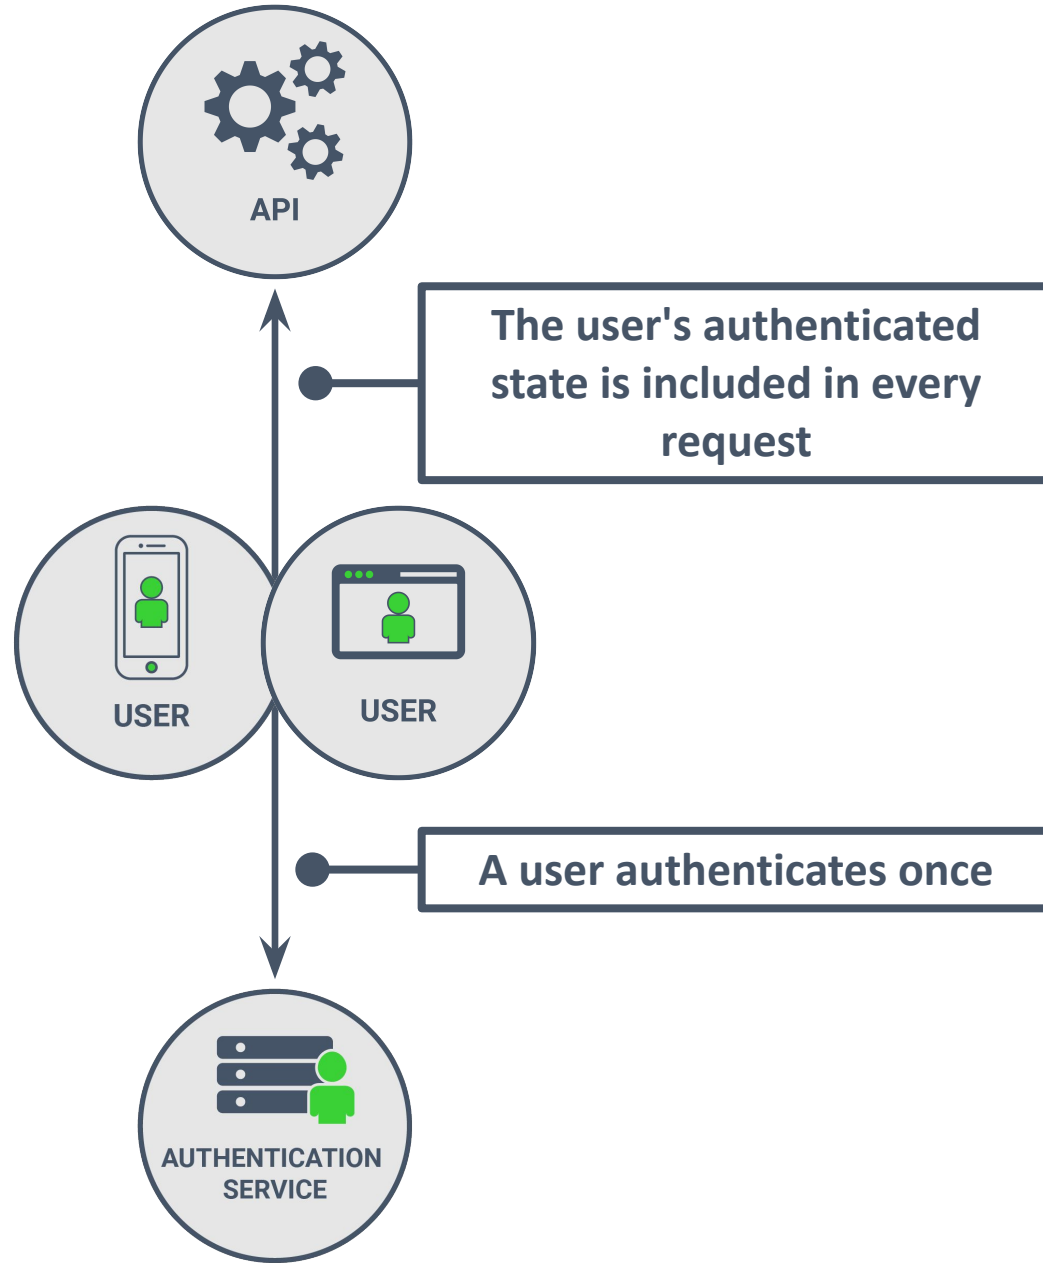 API
The user's authenticated
state is included in every
request
USER
USER
A user authenticates once
AUTHENTICATION
SERVICE